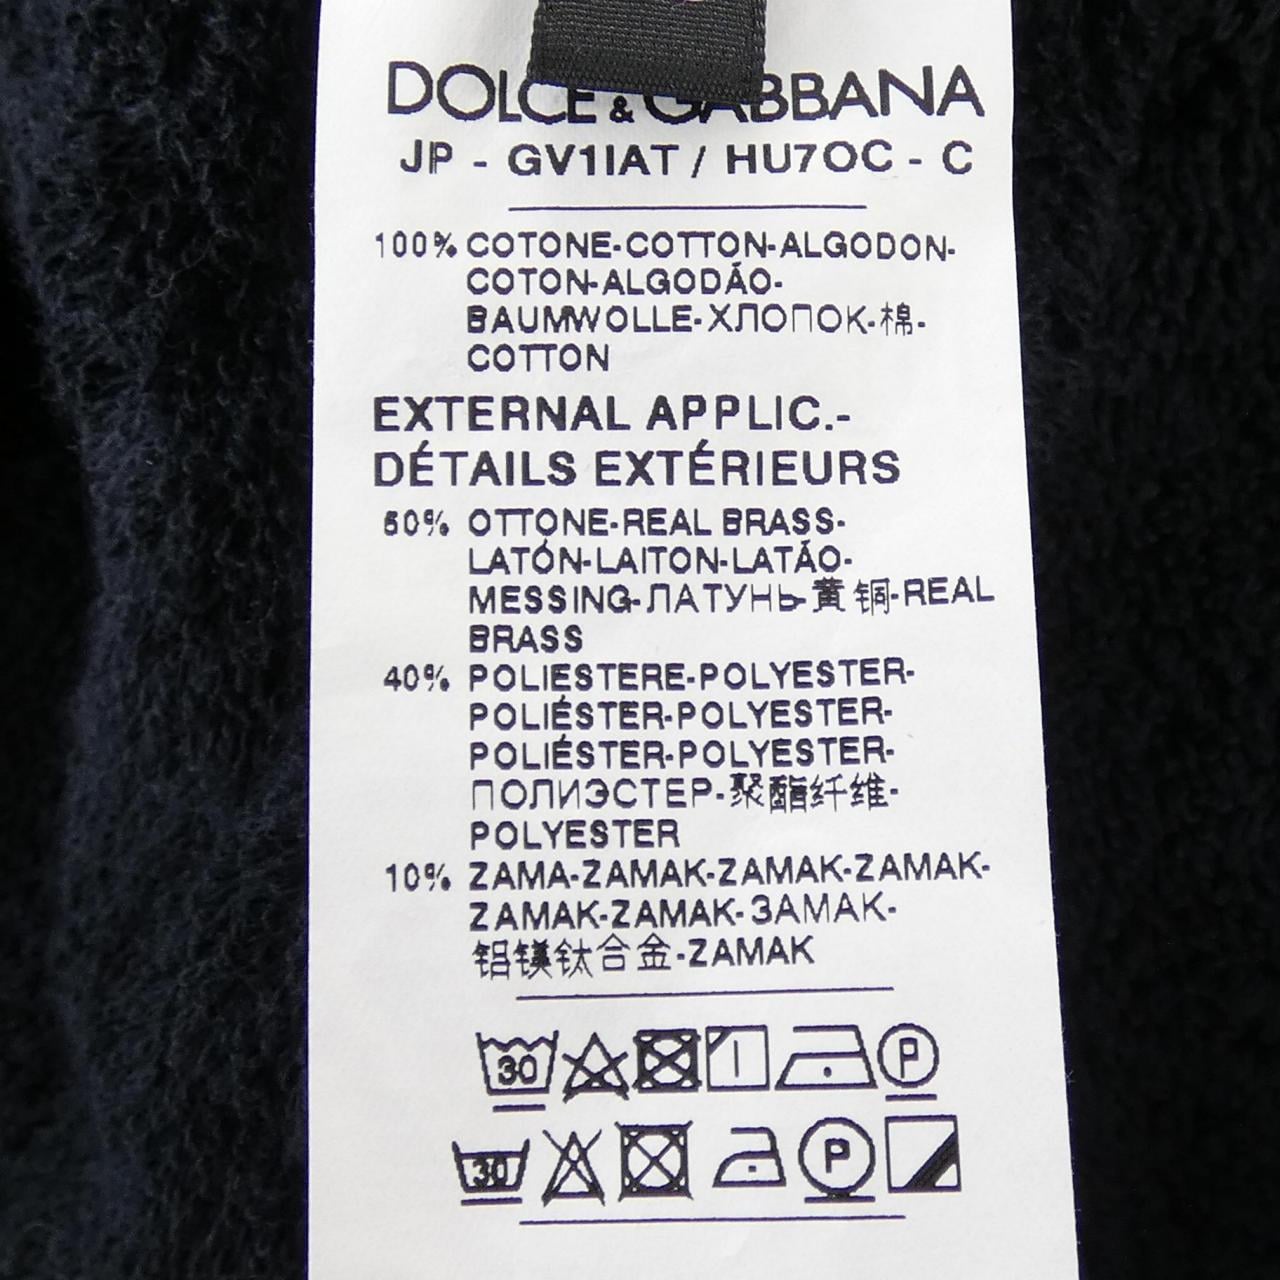 DOLCE & GABBANA
JP - GV1IAT / HU7OC - C
100% COTONE-COTTON-ALGODON-
COTON-ALGODÃO-
BAUMWOLLE-ХЛОПОК-棉-
COTTON
EXTERNAL APPLIC.-
DÉTAILS EXTÉRIEURS
50% OTTONE-REAL BRASS-
LATÓN-LAITON-LATÃO-
MESSING-ЛАТУНЬ-黄铜-REAL
BRASS
40% POLIESTERE-POLYESTER-
POLIÉSTER-POLYESTER-
POLIÉSTER-POLYESTER-
ПОЛИЭСТЕР-聚酯纤维-
POLYESTER
10% ZAMA-ZAMAK-ZAMAK-ZAMAK-
ZAMAK-ZAMAK-ЗАМАК-
铝镁钛合金-ZAMAK
30 P
30 P